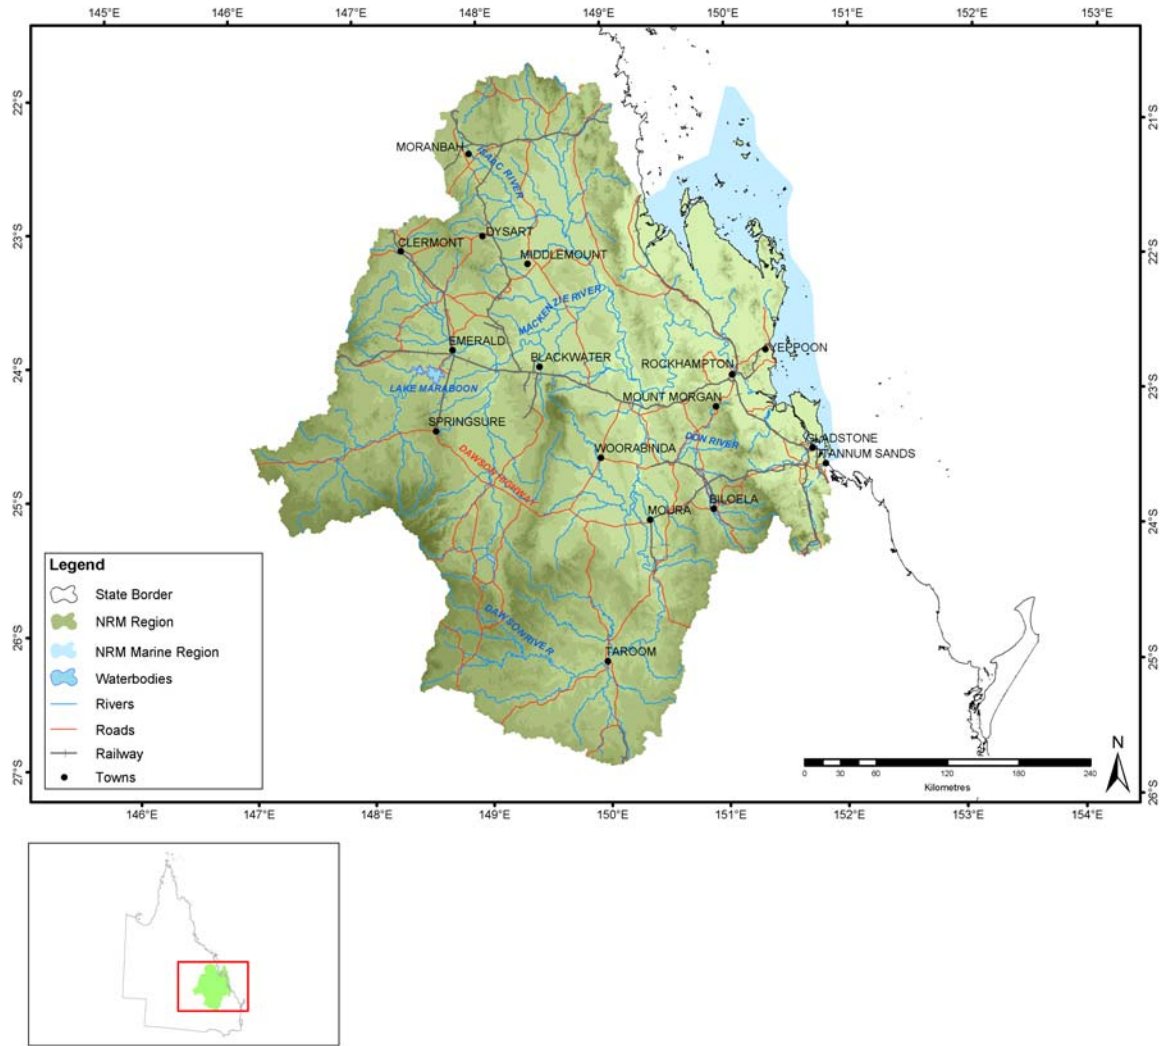 145°E 146°E 147°E 148°E 149°E 150°E 151°E 152°E 153°E
22°S
23°S
24°S
25°S
26°S
27°S
21°S
22°S
23°S
24°S
25°S
26°S
MORANBAH
ISAAC RIVER
DYSART
CLERMONT
MIDDLEMOUNT
MACKENZIE RIVER
EMERALD
BLACKWATER
YEPPOON
ROCKHAMPTON
LAKE MARABOON
MOUNT MORGAN
SPRINGSURE
DON RIVER
GLADSTONE
WOORABINDA
TANNUM SANDS
DAWSON HIGHWAY
BILOELA
MOURA
DAWSON RIVER
TAROOM
Legend
State Border
NRM Region
NRM Marine Region
Waterbodies
Rivers
Roads
Railway
Towns
N
0 30 60 120 180 240
Kilometres
146°E 147°E 148°E 149°E 150°E 151°E 152°E 153°E 154°E